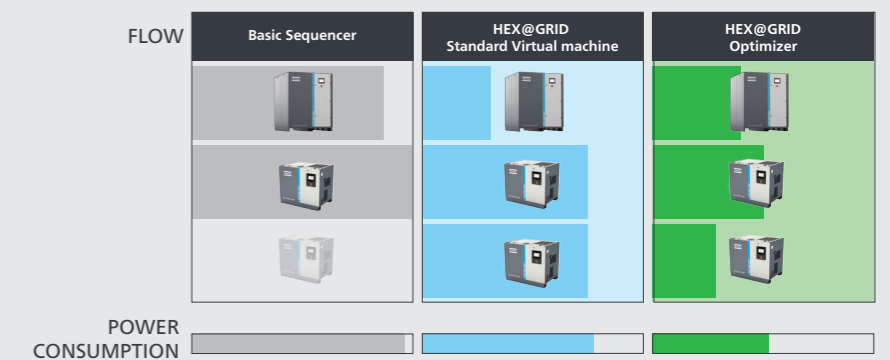 FLOW
Basic Sequencer
HEX@GRID
Standard Virtual machine
HEX@GRID
Optimizer
POWER
CONSUMPTION